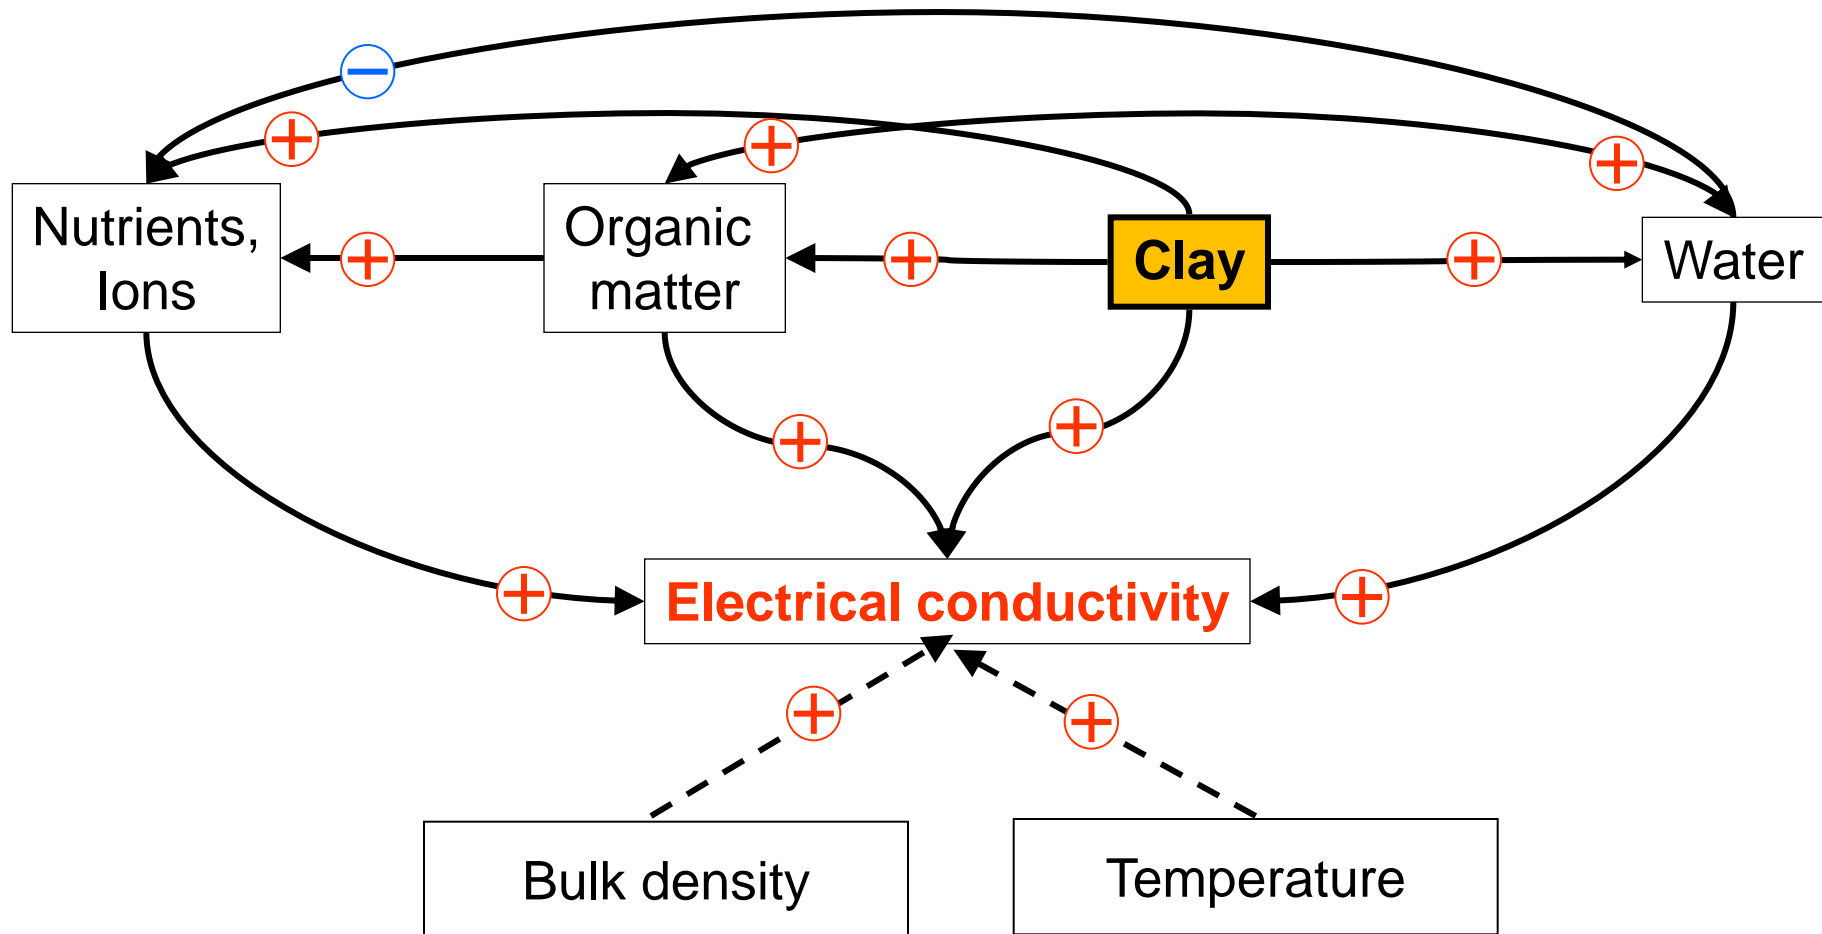 Nutrients,
Ions
Organic
matter
Clay
Water
Electrical conductivity
Bulk density
Temperature